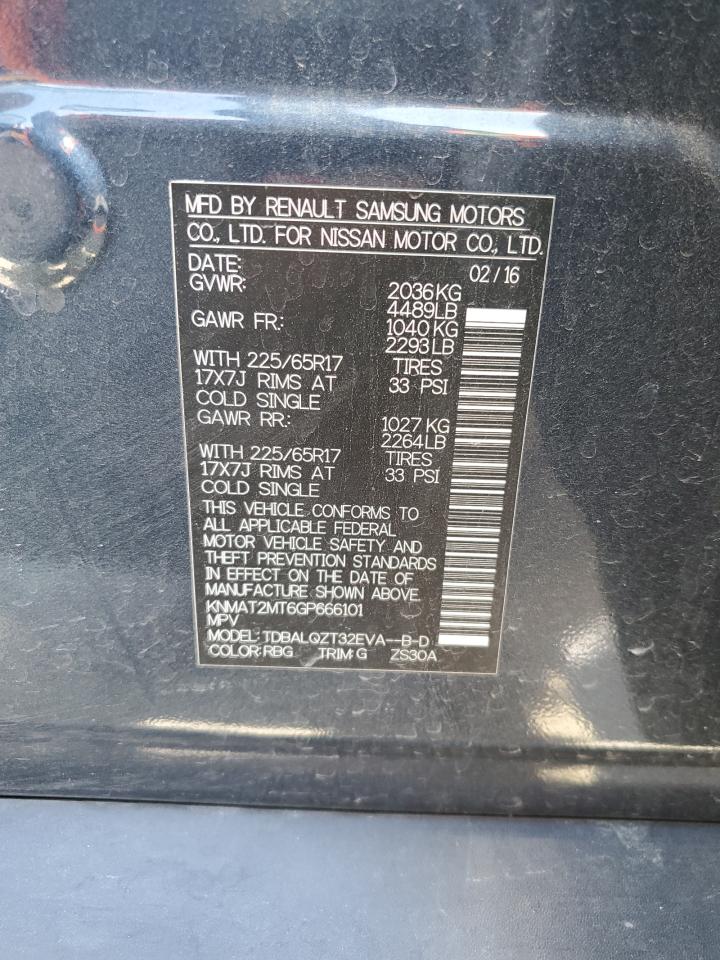 MFD BY RENAULT SAMSUNG MOTORS
CO., LTD. FOR NISSAN MOTOR CO., LTD.
DATE: 02/16
GVWR: 2036KG
4489LB
GAWR FR.: 1040KG
2293LB
WITH 225/65R17 TIRES
17X7J RIMS AT 33 PSI
COLD SINGLE
GAWR RR.: 1027 KG
2264LB
WITH 225/65R17 TIRES
17X7J RIMS AT 33 PSI
COLD SINGLE
THIS VEHICLE CONFORMS TO
ALL APPLICABLE FEDERAL
MOTOR VEHICLE SAFETY AND
THEFT PREVENTION STANDARDS
IN EFFECT ON THE DATE OF
MANUFACTURE SHOWN ABOVE.
KNMAT2MT6GP666101
MPV
MODEL:TDBALQZT32EVA--B-D
COLOR:RBG TRIM:G ZS30A